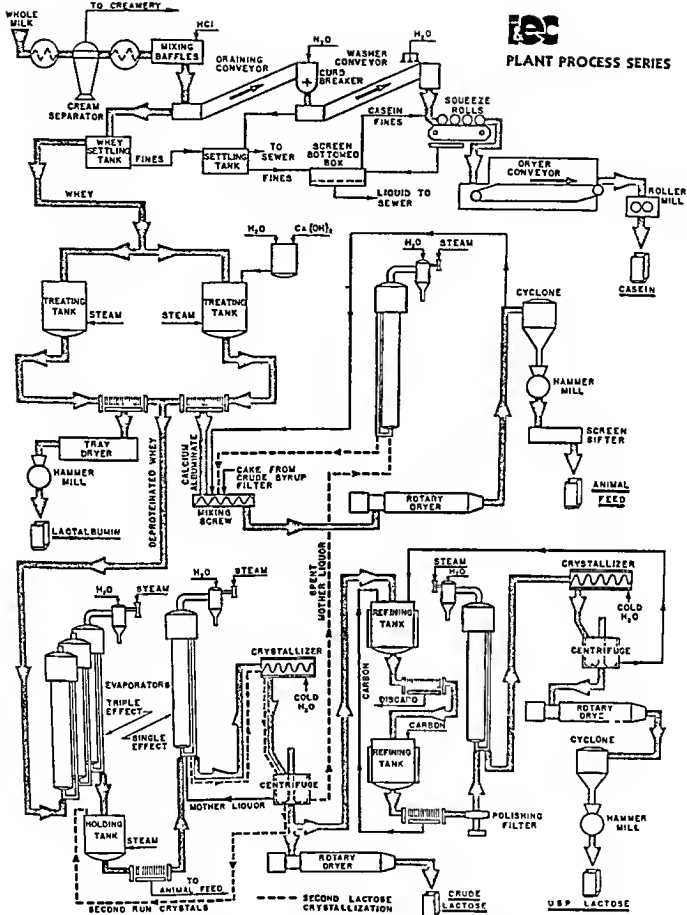 TO CREAMERY
WHOLE
MILK
HCl
MIXING
BAFFLES
CREAM
SEPARATOR
DRAINING
CONVEYOR
H₂O
CURD
BREAKER
WASHER
CONVEYOR
H₂O
i&ec
PLANT PROCESS SERIES
SQUEEZE
ROLLS
CASEIN
FINES
WHEY
SETTLING
TANK
FINES
SETTLING
TANK
TO
SEWER
FINES
SCREEN
BOTTOMED
BOX
LIQUID TO
SEWER
DRYER
CONVEYOR
ROLLER
MILL
CASEIN
WHEY
H₂O
Ca(OH)₂
TREATING
TANK
STEAM
STEAM
TREATING
TANK
H₂O
STEAM
CYCLONE
HAMMER
MILL
SCREEN
SIFTER
ANIMAL
FEED
TRAY
DRYER
HAMMER
MILL
LACTALBUMIN
DEPROTEINATED WHEY
CALCIUM
ALBUMINATE
CAKE FROM
CRUDE SYRUP
FILTER
MIXING
SCREW
ROTARY
DRYER
SPENT
MOTHER LIQUOR
H₂O
STEAM
H₂O
STEAM
EVAPORATORS
TRIPLE
EFFECT
SINGLE
EFFECT
HOLDING
TANK
STEAM
TO
ANIMAL FEED
SECOND RUN CRYSTALS
CRYSTALLIZER
COLD
H₂O
CENTRIFUGE
MOTHER LIQUOR
ROTARY
DRYER
CRUDE
LACTOSE
SECOND LACTOSE
CRYSTALLIZATION
REFINING
TANK
CARBON
DISCARD
CARBON
REFINING
TANK
POLISHING
FILTER
STEAM
H₂O
CRYSTALLIZER
COLD
H₂O
CENTRIFUGE
ROTARY
DRYER
CYCLONE
HAMMER
MILL
U.S.P. LACTOSE